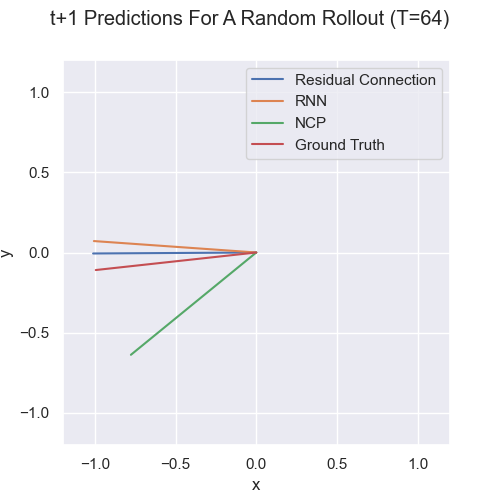 t+1 Predictions For A Random Rollout (T=64)
Residual Connection
RNN
NCP
Ground Truth
1.0
0.5
0.0
−0.5
−1.0
y
−1.0 −0.5 0.0 0.5 1.0
x